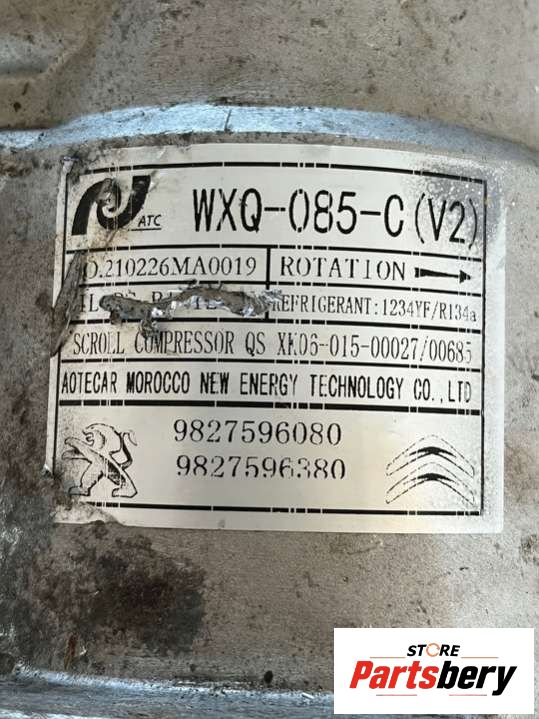 ATC
WXQ-085-C(V2)
O.210226MA0019 ROTATION
REFRIGERANT:1234YF/R134a
SCROLL COMPRESSOR QS XK06-015-00027/00685
AOTECAR MOROCCO NEW ENERGY TECHNOLOGY CO.,LTD
9827596080
9827596380
STORE
Partsbery